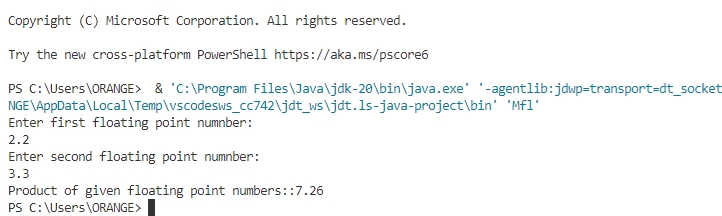 Copyright (C) Microsoft Corporation. All rights reserved.
Try the new cross-platform PowerShell https://aka.ms/pscore6
PS C:\Users\ORANGE>  & 'C:\Program Files\Java\jdk-20\bin\java.exe' '-agentlib:jdwp=transport=dt_socket
NGE\AppData\Local\Temp\vscodesws_cc742\jdt_ws\jdt.ls-java-project\bin' 'Mfl'
Enter first floating point numnber:
2.2
Enter second floating point numnber:
3.3
Product of given floating point numbers::7.26
PS C:\Users\ORANGE>